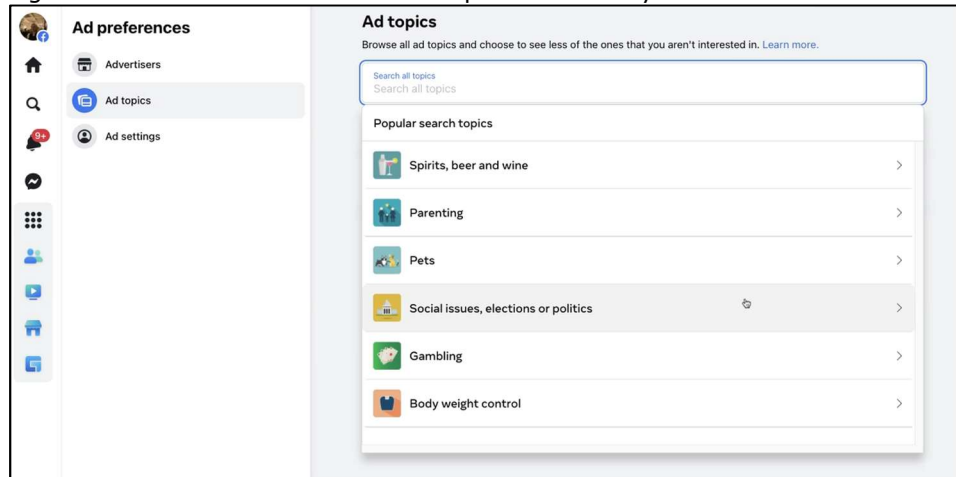 Ad preferences
Advertisers
Ad topics
Ad settings
9+
Ad topics
Browse all ad topics and choose to see less of the ones that you aren't interested in. Learn more.
Search all topics
Search all topics
Popular search topics
Spirits, beer and wine
Parenting
Pets
Social issues, elections or politics
Gambling
Body weight control